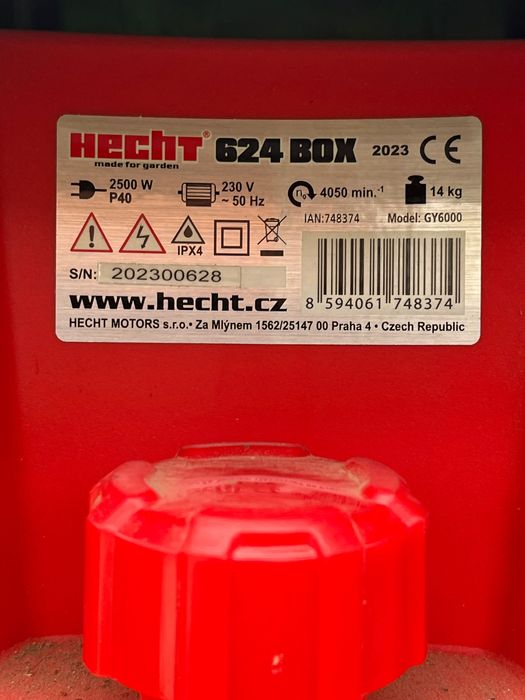 HECHT® 624 BOX 2023 CE
made for garden
2500 W P40
230 V ~ 50 Hz
n₀ 4050 min.⁻¹
14 kg
IAN:748374 Model: GY6000
IPX4
S/N: 202300628
8 594061 748374
www.hecht.cz
HECHT MOTORS s.r.o.• Za Mlýnem 1562/25147 00 Praha 4 • Czech Republic